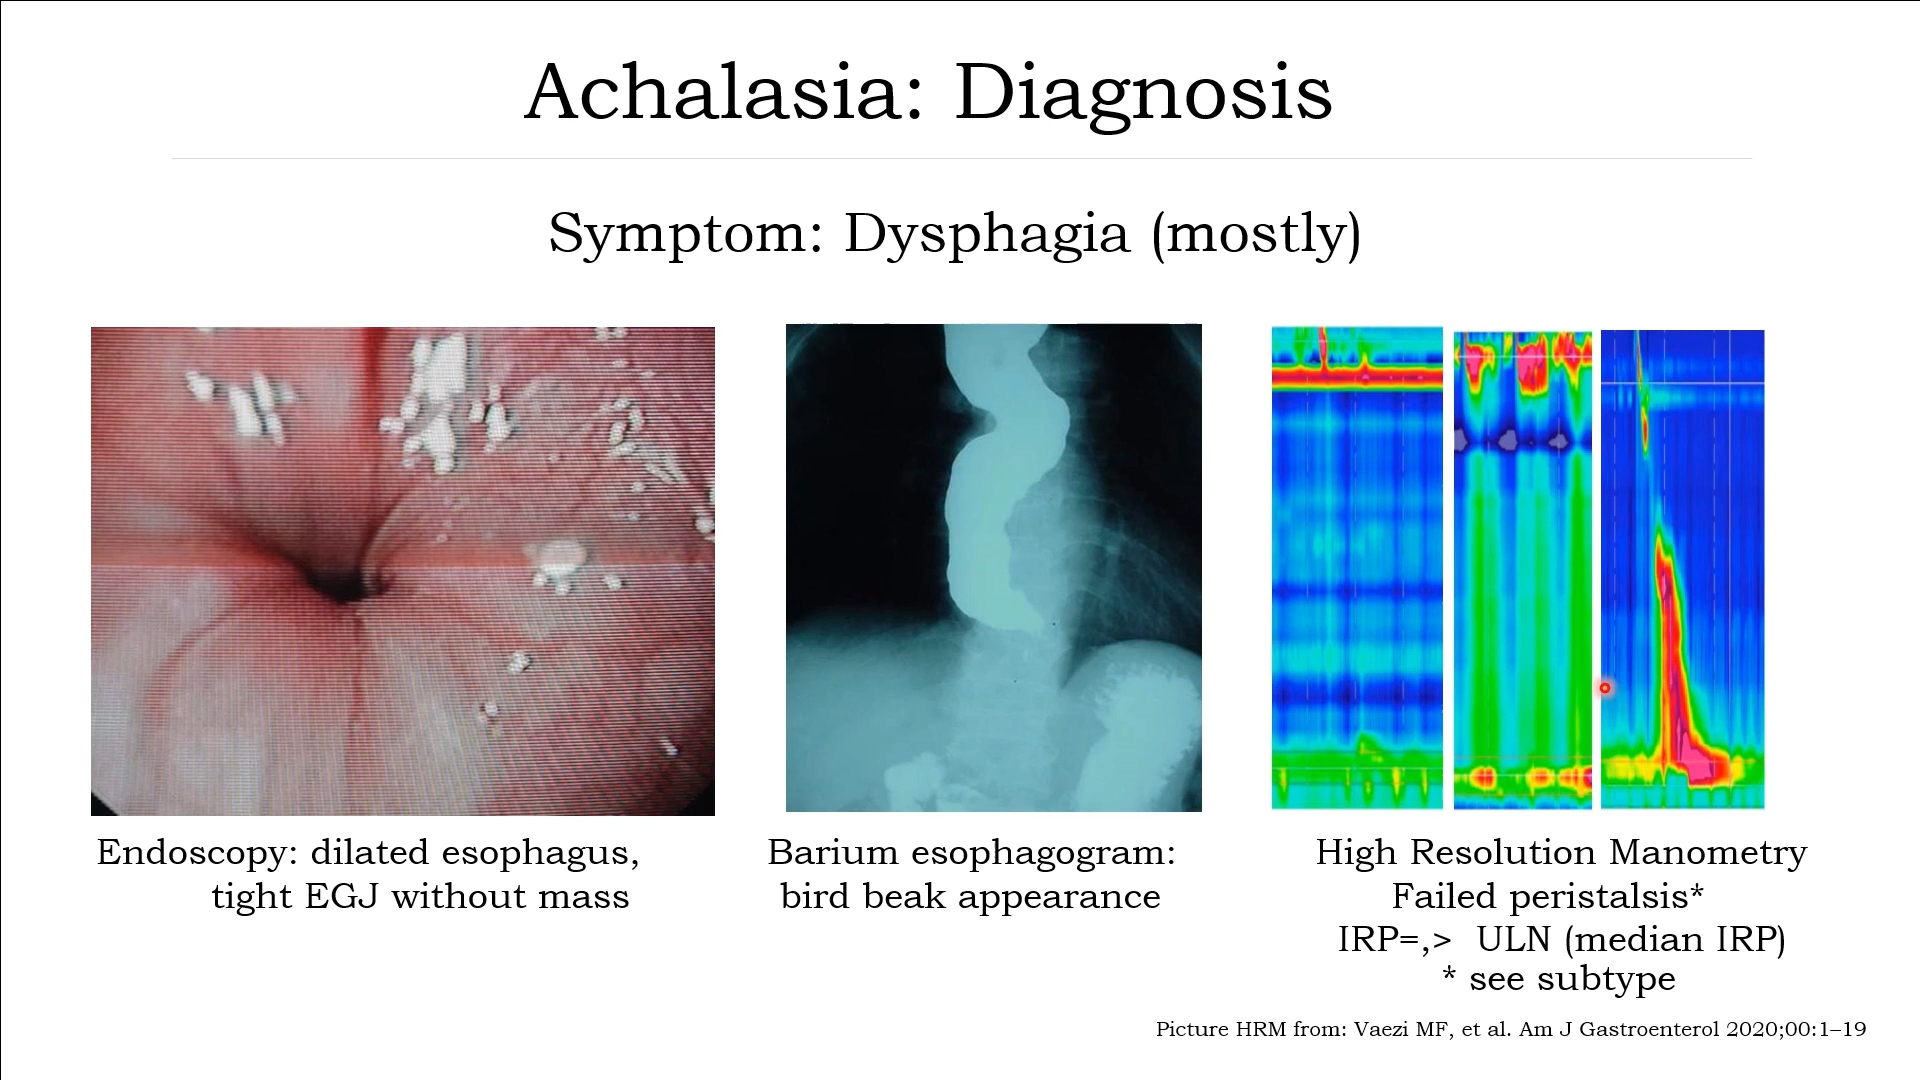 Achalasia: Diagnosis
Symptom: Dysphagia (mostly)
Endoscopy: dilated esophagus,
tight EGJ without mass
Barium esophagogram:
bird beak appearance
High Resolution Manometry
Failed peristalsis*
IRP=,> ULN (median IRP)
* see subtype
Picture HRM from: Vaezi MF, et al. Am J Gastroenterol 2020;00:1–19